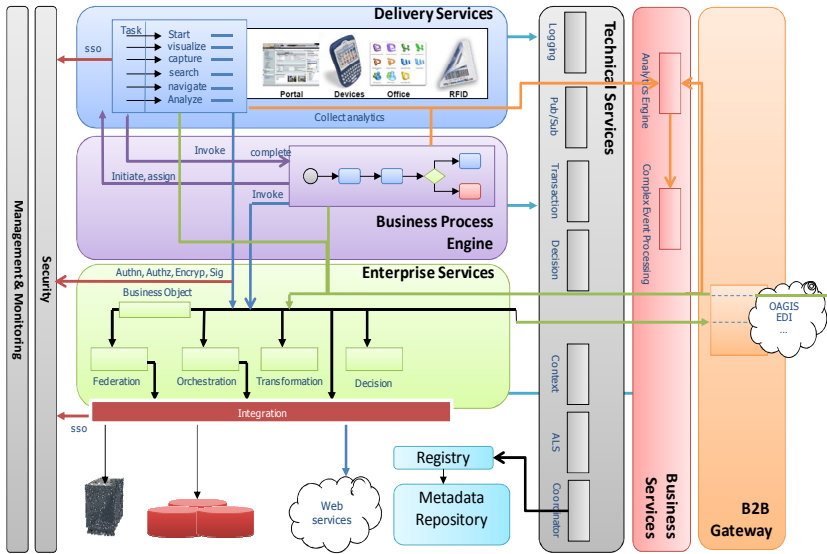 Management & Monitoring
Security
Delivery Services
Task
Start
visualize
capture
search
navigate
Analyze
sso
Portal
Devices
Office
RFID
Collect analytics
Invoke
complete
Initiate, assign
Invoke
Business Process
Engine
Authn, Authz, Encryp, Sig
Enterprise Services
Business Object
Federation
Orchestration
Transformation
Decision
Integration
sso
Web
services
Registry
Metadata
Repository
Technical Services
Logging
Pub/Sub
Transaction
Decision
Context
ALS
Coordinator
Analytics Engine
Complex Event Processing
Business
Services
OAGIS
EDI
...
B2B
Gateway